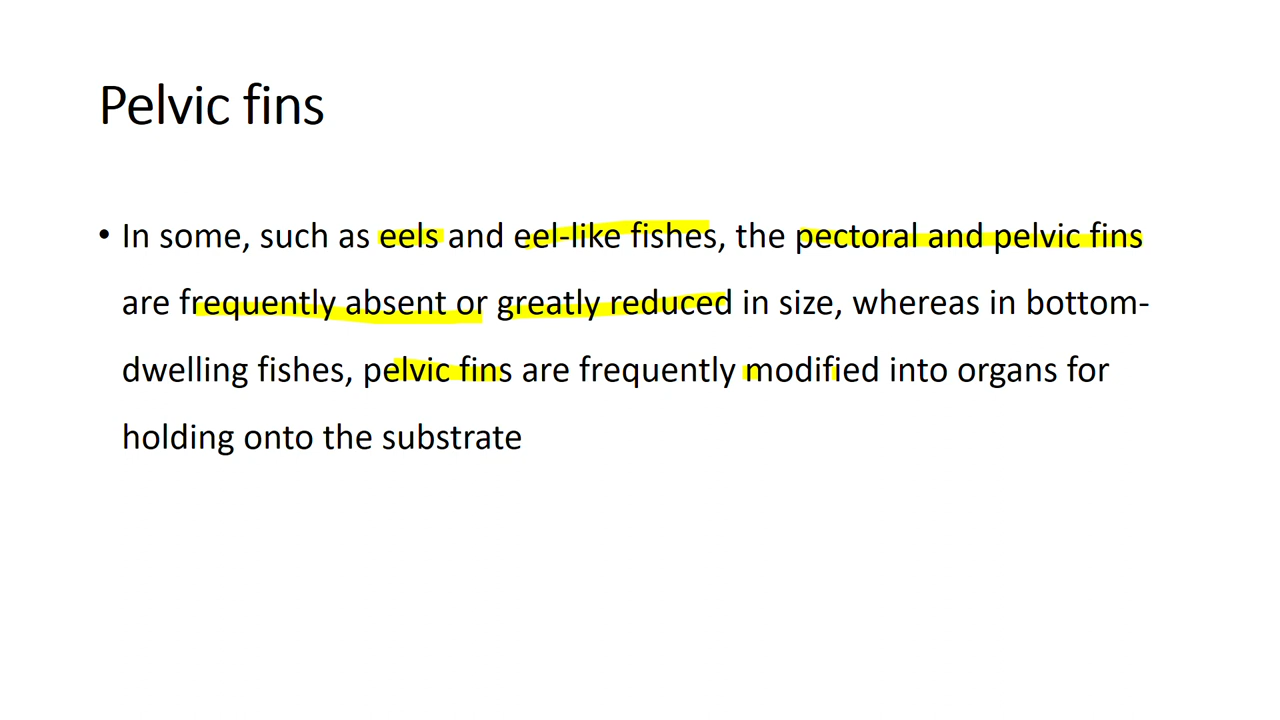 Pelvic fins
• In some, such as eels and eel-like fishes, the pectoral and pelvic fins
are frequently absent or greatly reduced in size, whereas in bottom-
dwelling fishes, pelvic fins are frequently modified into organs for
holding onto the substrate